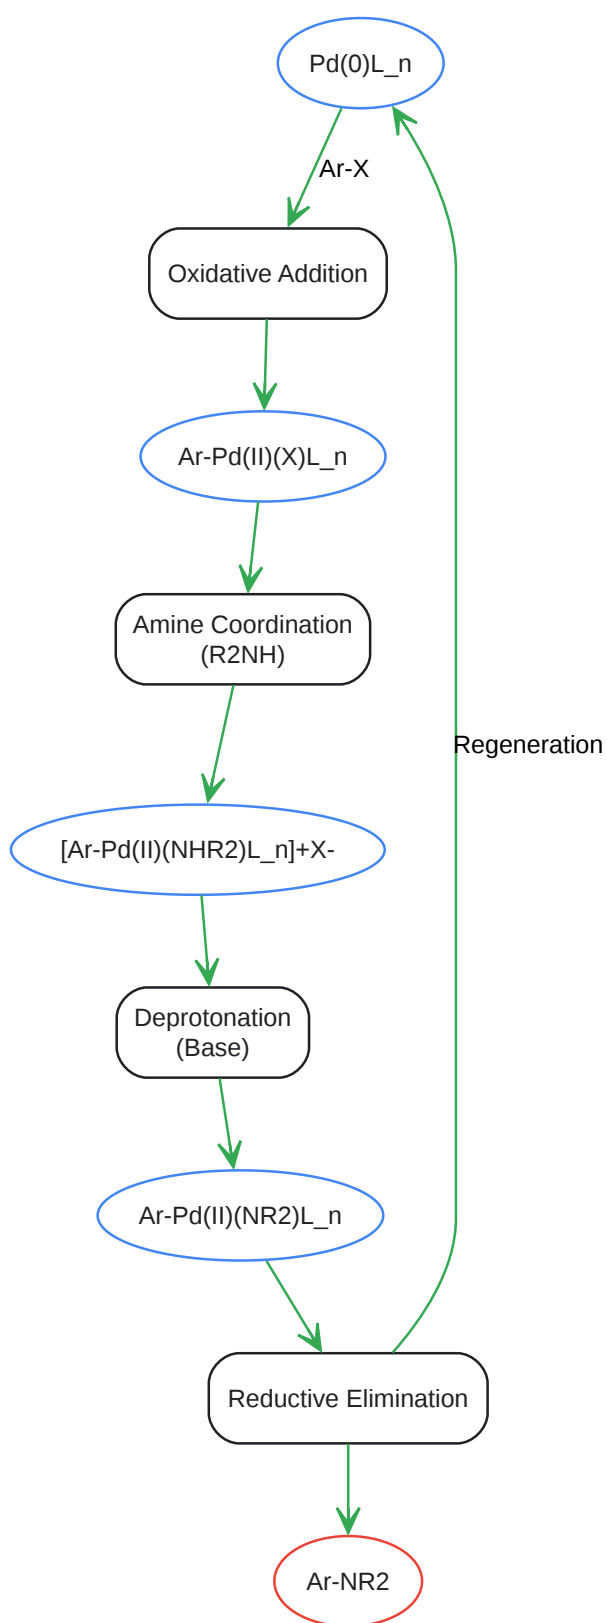 Pd(0)L_n
Ar-X
Oxidative Addition
Ar-Pd(II)(X)L_n
Amine Coordination
(R2NH)
Regeneration
[Ar-Pd(II)(NHR2)L_n]+X-
Deprotonation
(Base)
Ar-Pd(II)(NR2)L_n
Reductive Elimination
Ar-NR2